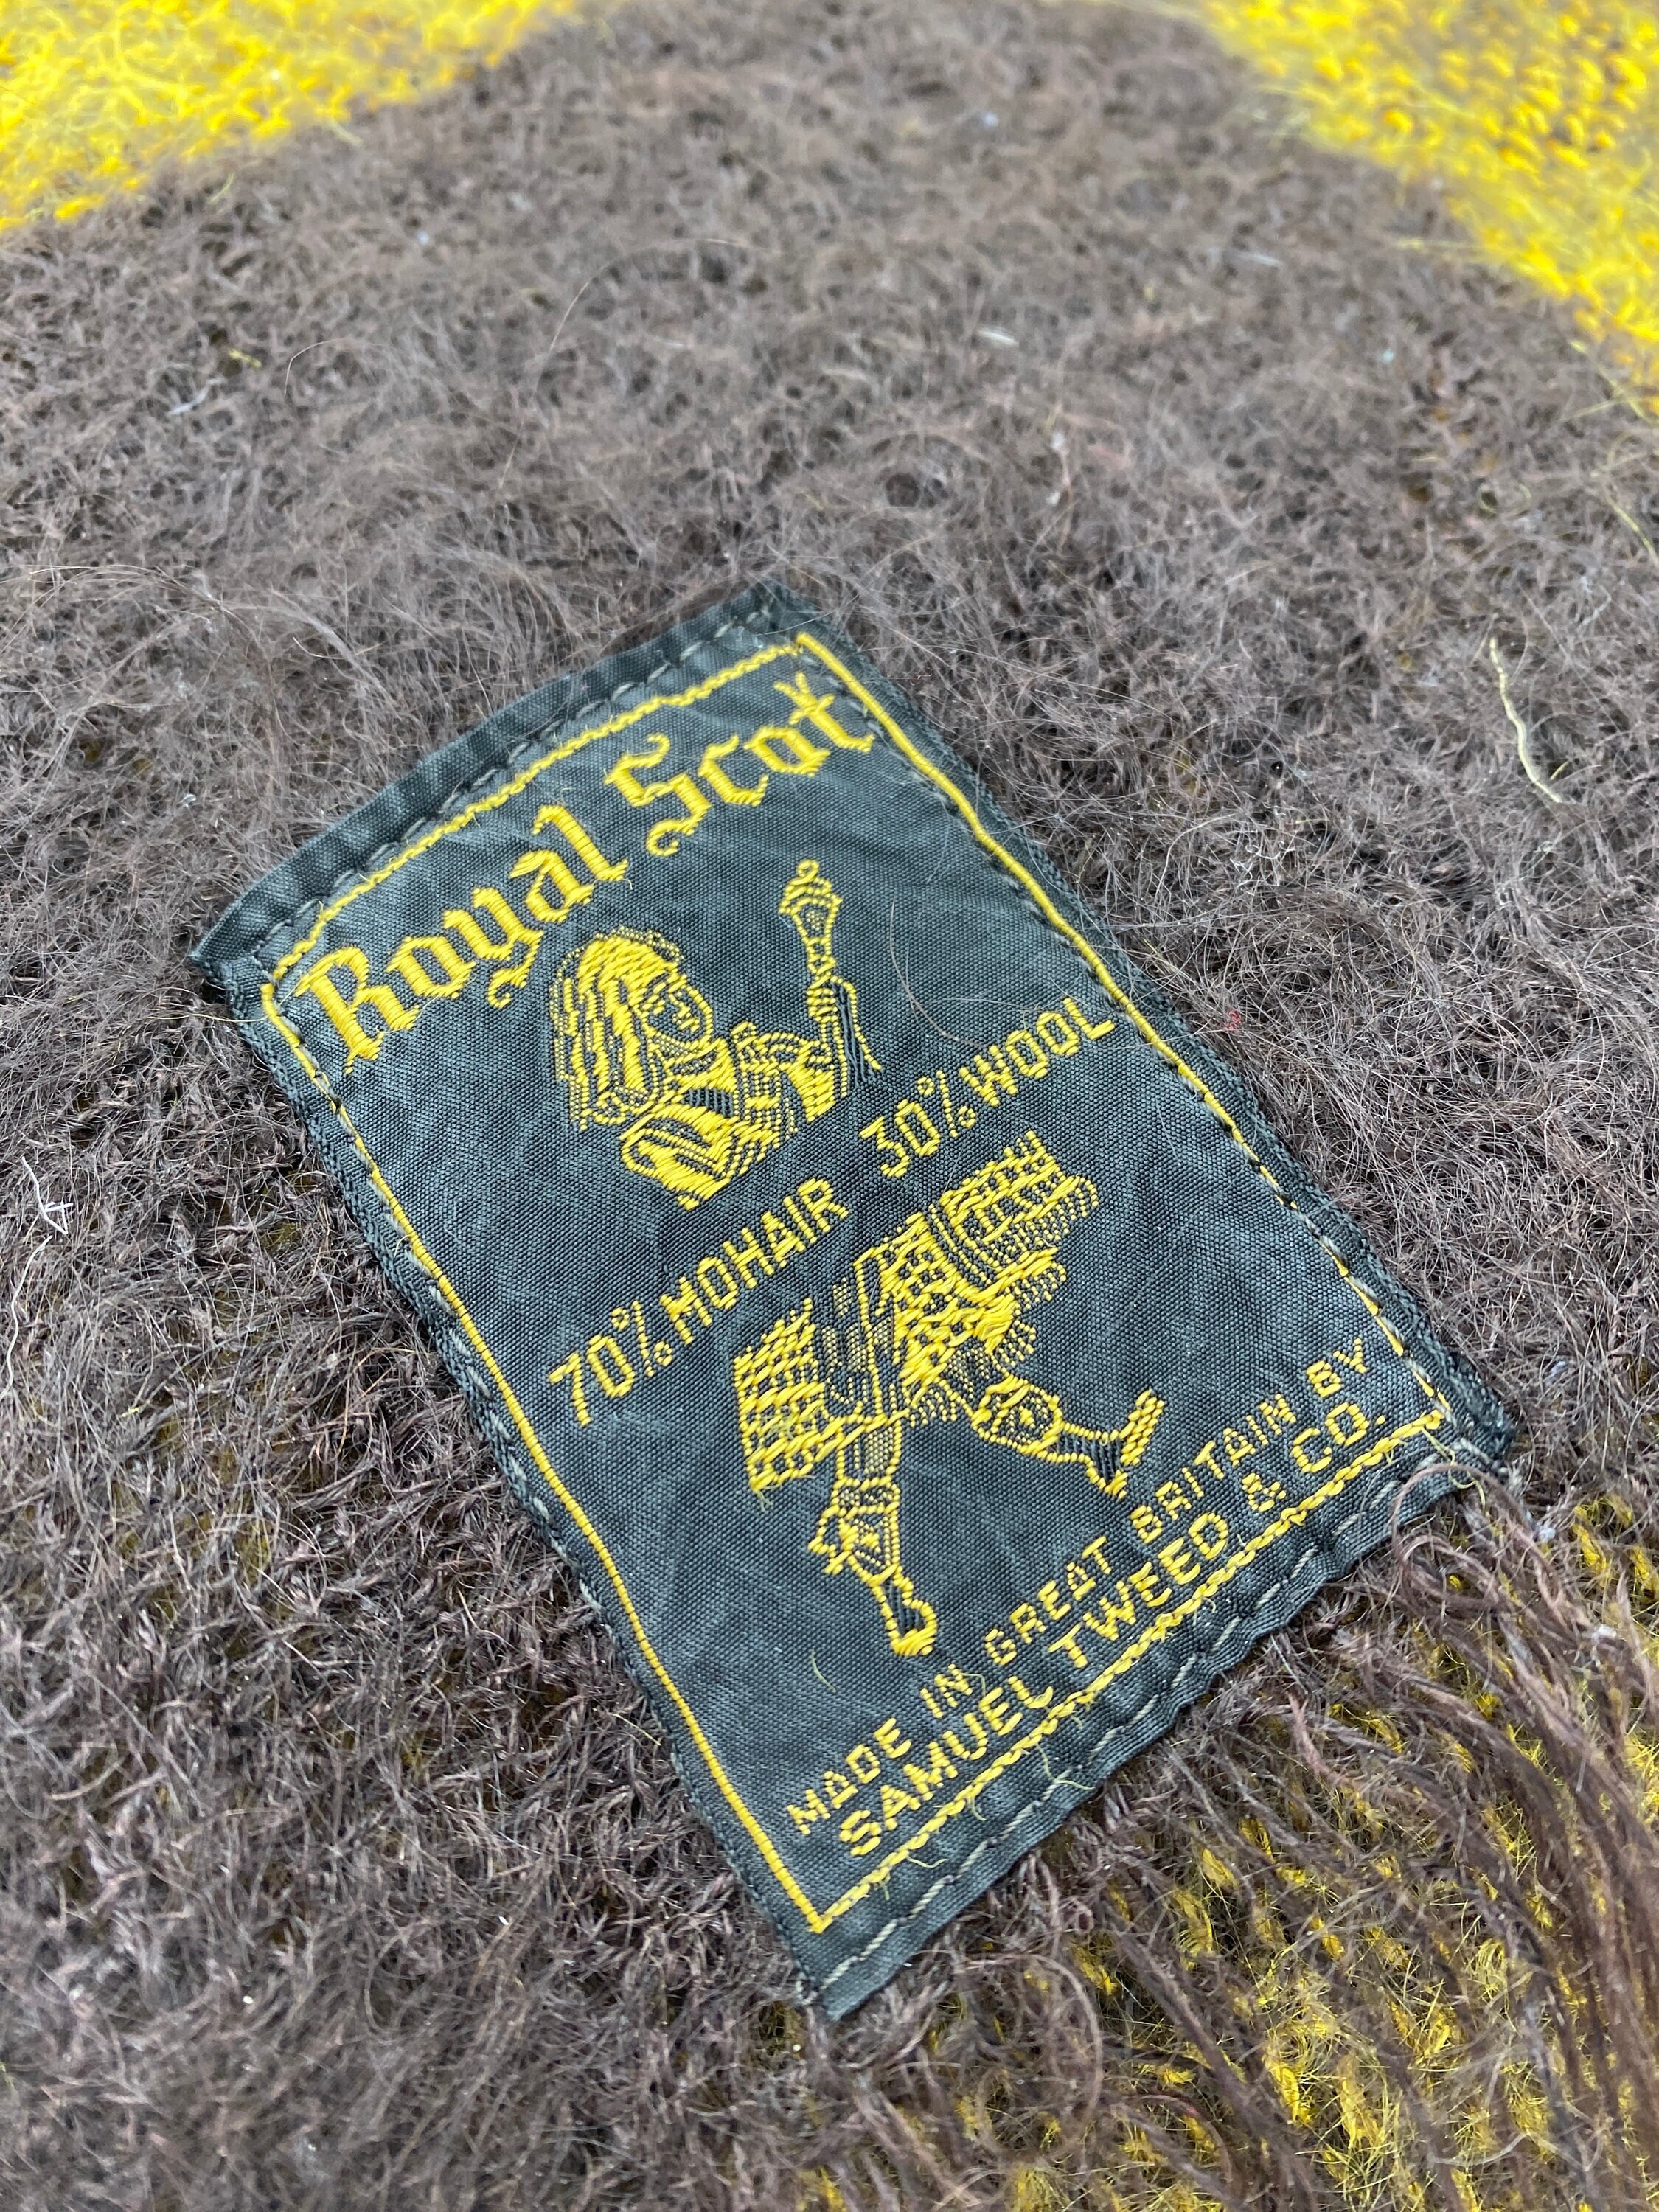 Royal Scot
70% MOHAIR 30% WOOL
MADE IN GREAT BRITAIN BY
SAMUEL TWEED & CO.